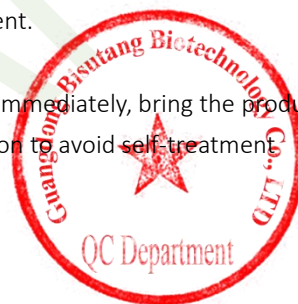 ent.
mmediately, bring the produ
on to avoid self-treatment.
Guangdong Bisutang Biotechnology Co., LTD
QC Department